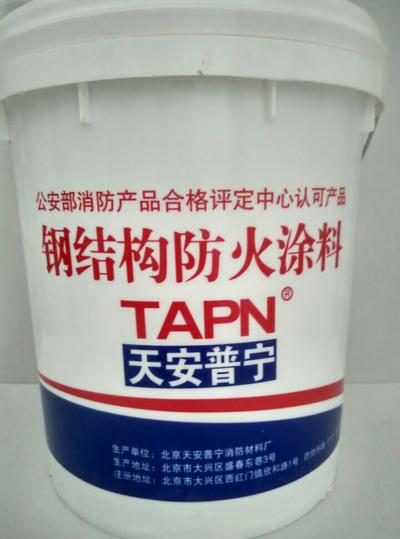 公安部消防产品合格评定中心认可产品
钢结构防火涂料
TAPN®
天安普宁
生产单位：北京天安普宁消防材料厂
生产地址：北京市大兴区盛春东巷3号
注册地址：北京市大兴区西红门镇欣和通1号